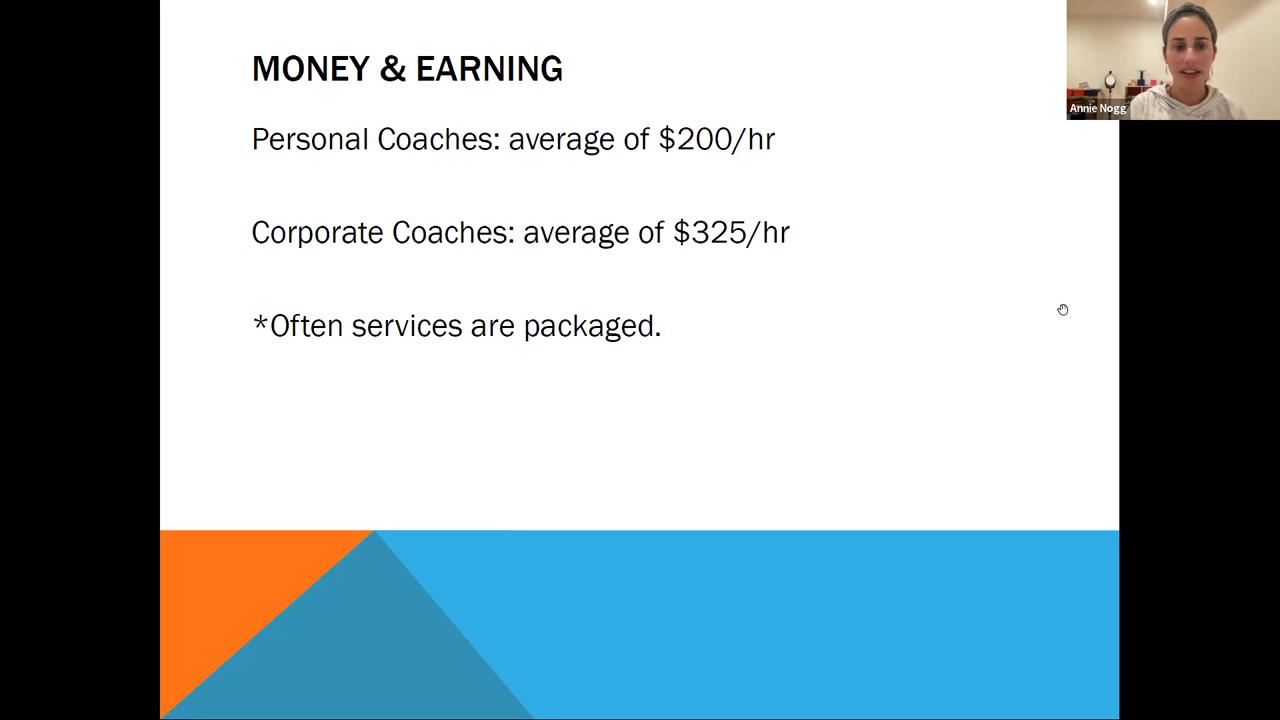 MONEY & EARNING
Personal Coaches: average of $200/hr
Corporate Coaches: average of $325/hr
*Often services are packaged.
Annie Nogg